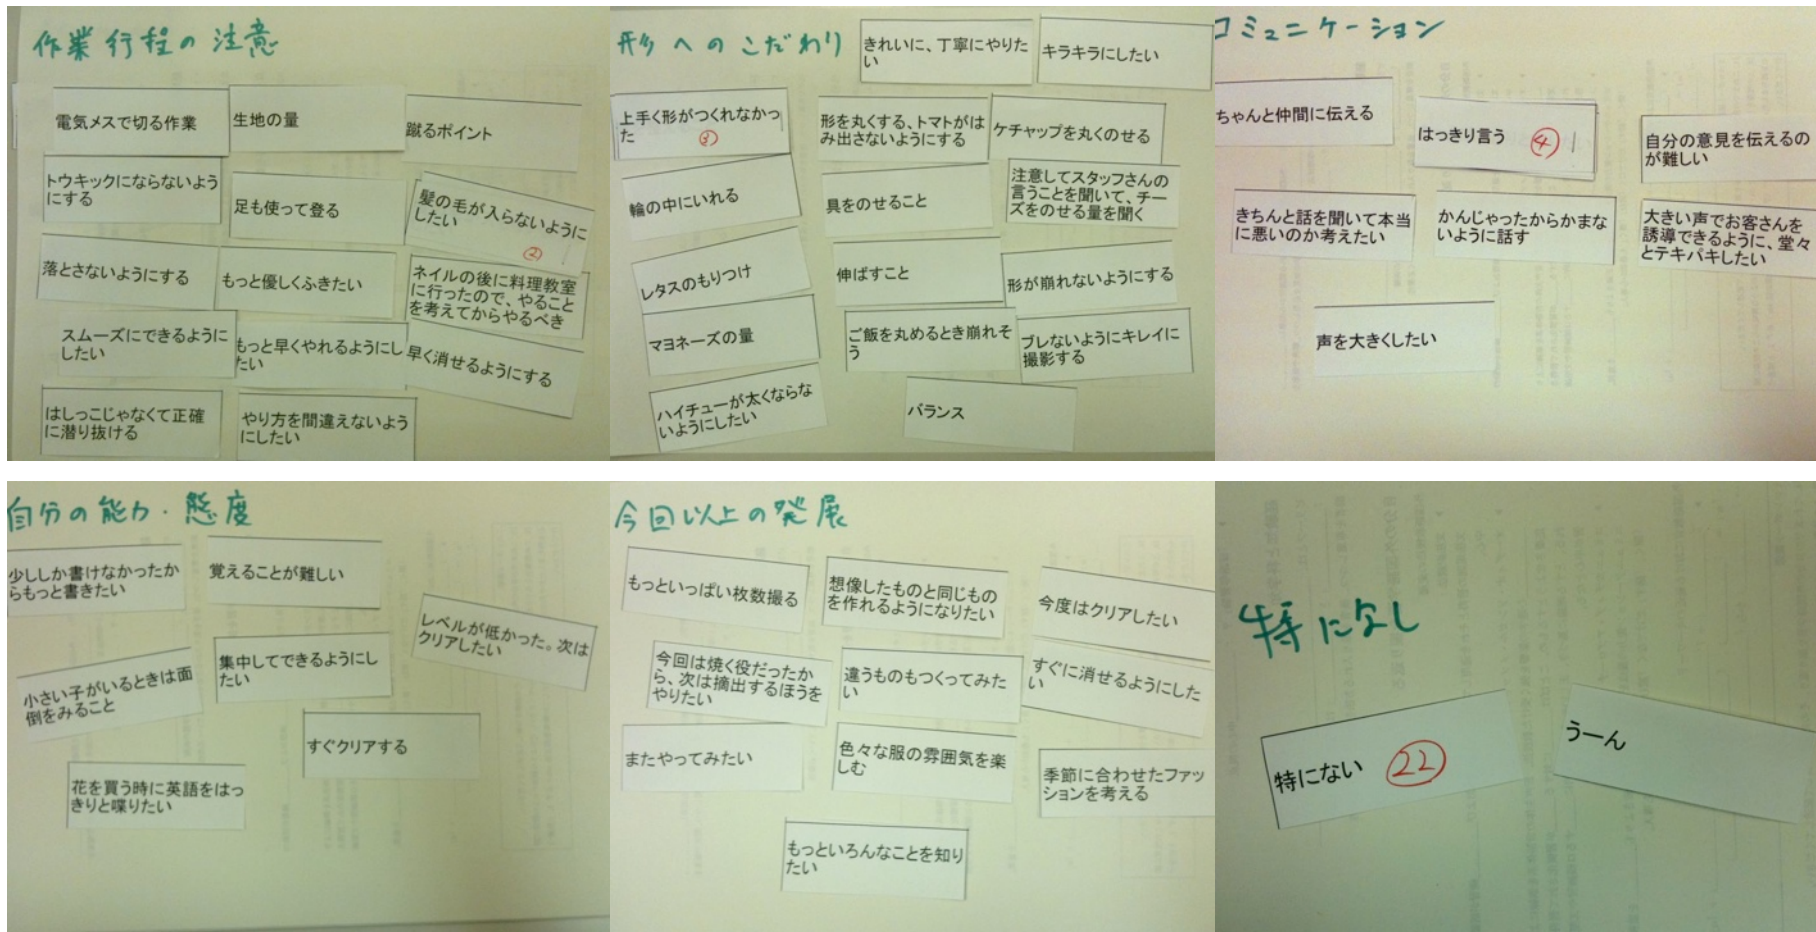 作業行程の注意
電気メスで切る作業
生地の量
蹴るポイント
トウキックにならないよう
にする
足も使って登る
髪の毛が入らないように
したい
②
落とさないようにする
もっと優しくふきたい
ネイルの後に料理教室
に行ったので、やること
を考えてからやるべき
スムーズにできるように
したい
もっと早くやれるようにし
たい
早く消せるようにする
はしっこじゃなくて正確
に潜り抜ける
やり方を間違えないよう
にしたい
形へのこだわり
きれいに、丁寧にやりた
い
キラキラにしたい
上手く形がつくれなかっ
た
形を丸くする、トマトがは
み出さないようにする
ケチャップを丸くのせる
輪の中にいれる
具をのせること
注意してスタッフさんの
言うことを聞いて、チー
ズをのせる量を聞く
レタスのもりつけ
伸ばすこと
形が崩れないようにする
マヨネーズの量
ご飯を丸めるとき崩れそ
う
ブレないようにキレイに
撮影する
ハイチューが太くならな
いようにしたい
バランス
コミュニケーション
ちゃんと仲間に伝える
はっきり言う ④
自分の意見を伝えるの
が難しい
きちんと話を聞いて本当
に悪いのか考えたい
かんじゃったからかまな
いように話す
大きい声でお客さんを
誘導できるように、堂々
とテキパキしたい
声を大きくしたい
自分の能力・態度
少ししか書けなかったか
らもっと書きたい
覚えることが難しい
レベルが低かった。次は
クリアしたい
小さい子がいるときは面
倒をみること
集中してできるようにし
たい
すぐクリアする
花を買う時に英語をはっ
きりと喋りたい
今回以上の発展
もっといっぱい枚数撮る
想像したものと同じもの
を作れるようになりたい
今度はクリアしたい
今回は焼く役だったか
ら、次は摘出するほうを
やりたい
違うものもつくってみた
い
すぐに消せるようにした
い
またやってみたい
色々な服の雰囲気を楽
しむ
季節に合わせたファッ
ションを考える
もっといろんなことを知り
たい
特になし
特にない ㉒
うーん